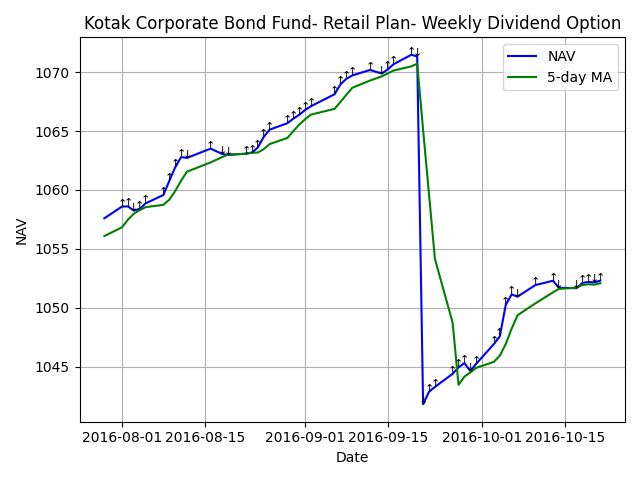 Kotak Corporate Bond Fund- Retail Plan- Weekly Dividend Option
NAV
5-day MA
1070
1065
1060
1055
1050
1045
NAV
2016-08-01
2016-08-15
2016-09-01
2016-09-15
2016-10-01
2016-10-15
Date